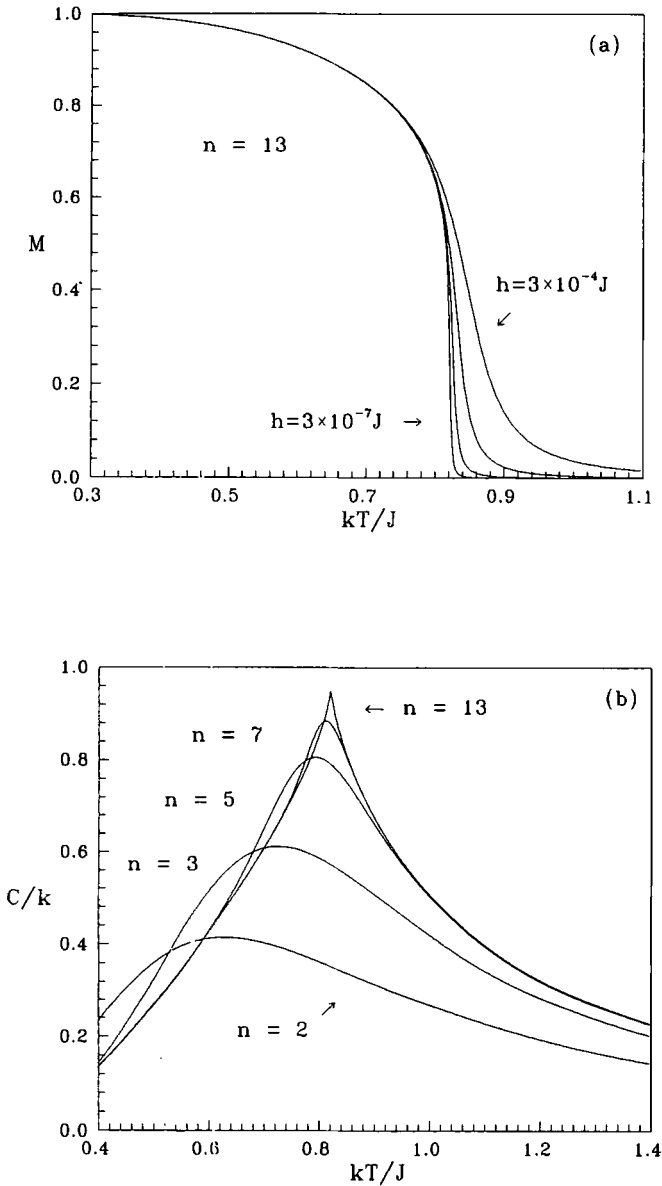 1.0
(a)
0.8
n = 13
0.6
M
0.4
h=3×10⁻⁴J
↙
0.2
h=3×10⁻⁷J →
0.0
0.3 0.5 0.7 0.9 1.1
kT/J
1.0
(b)
← n = 13
n = 7
0.8
n = 5
0.6
n = 3
C/k
0.4
↗
n = 2
0.2
0.0
0.4 0.6 0.8 1.0 1.2 1.4
kT/J